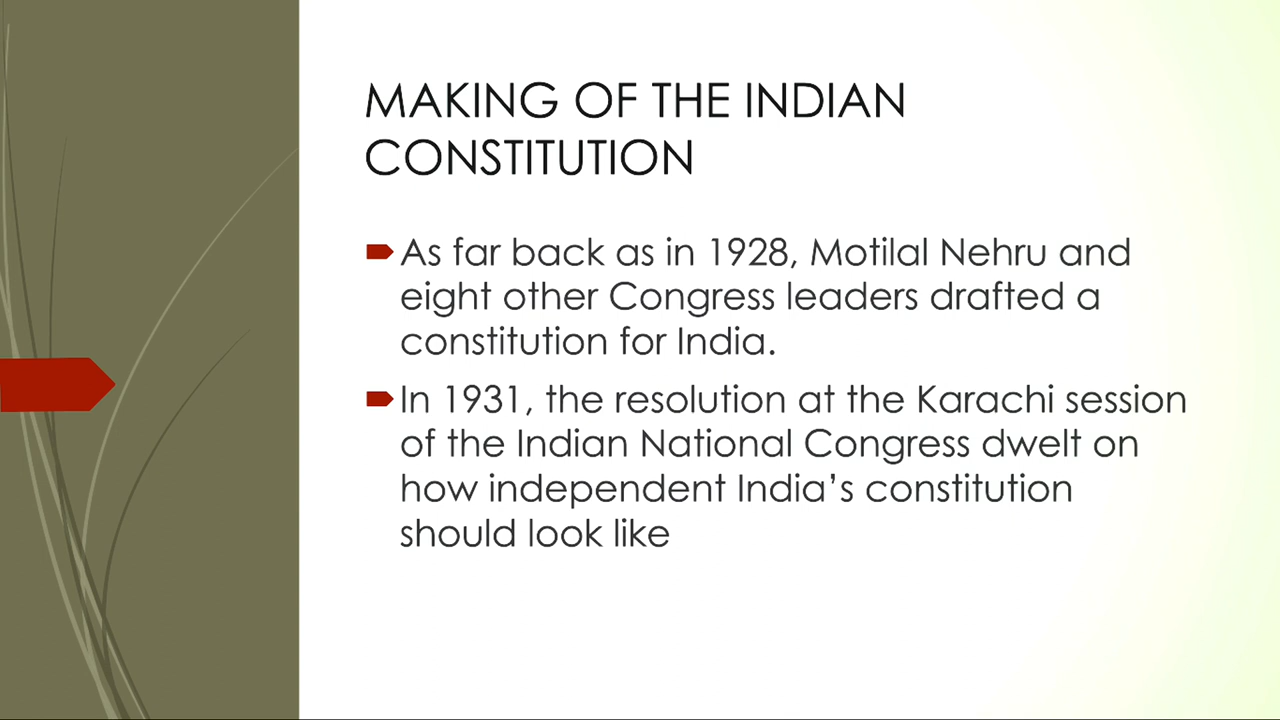 MAKING OF THE INDIAN
CONSTITUTION
As far back as in 1928, Motilal Nehru and
eight other Congress leaders drafted a
constitution for India.
In 1931, the resolution at the Karachi session
of the Indian National Congress dwelt on
how independent India’s constitution
should look like